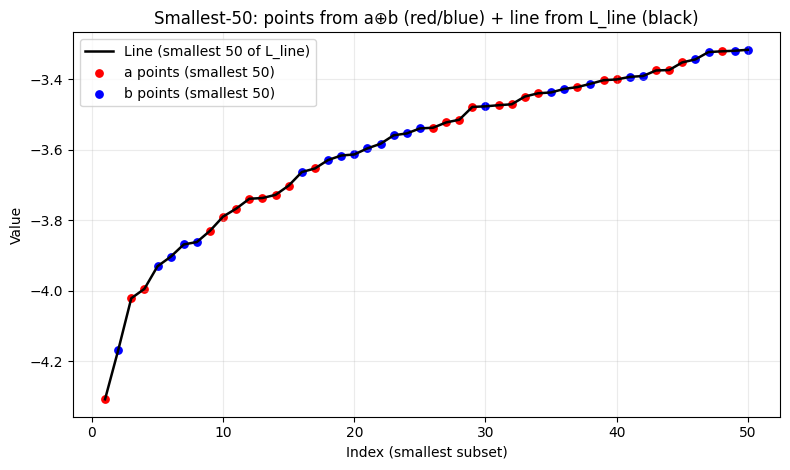 Smallest-50: points from a⊕b (red/blue) + line from L_line (black)
Line (smallest 50 of L_line)
a points (smallest 50)
b points (smallest 50)
Value
−3.4
−3.6
−3.8
−4.0
−4.2
0
10
20
30
40
50
Index (smallest subset)